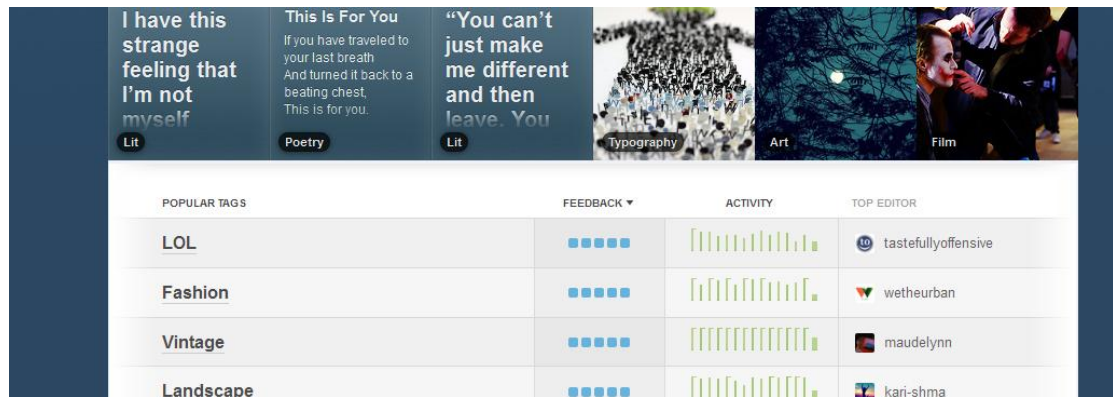 I have this
strange
feeling that
I'm not
myself
Lit
This Is For You
If you have traveled to
your last breath
And turned it back to a
beating chest,
This is for you.
Poetry
“You can't
just make
me different
and then
leave. You
Lit
Typography
Art
Film
POPULAR TAGS FEEDBACK ▼ ACTIVITY TOP EDITOR
LOL tastefullyoffensive
Fashion wetheurban
Vintage maudelynn
Landscape kari-shma